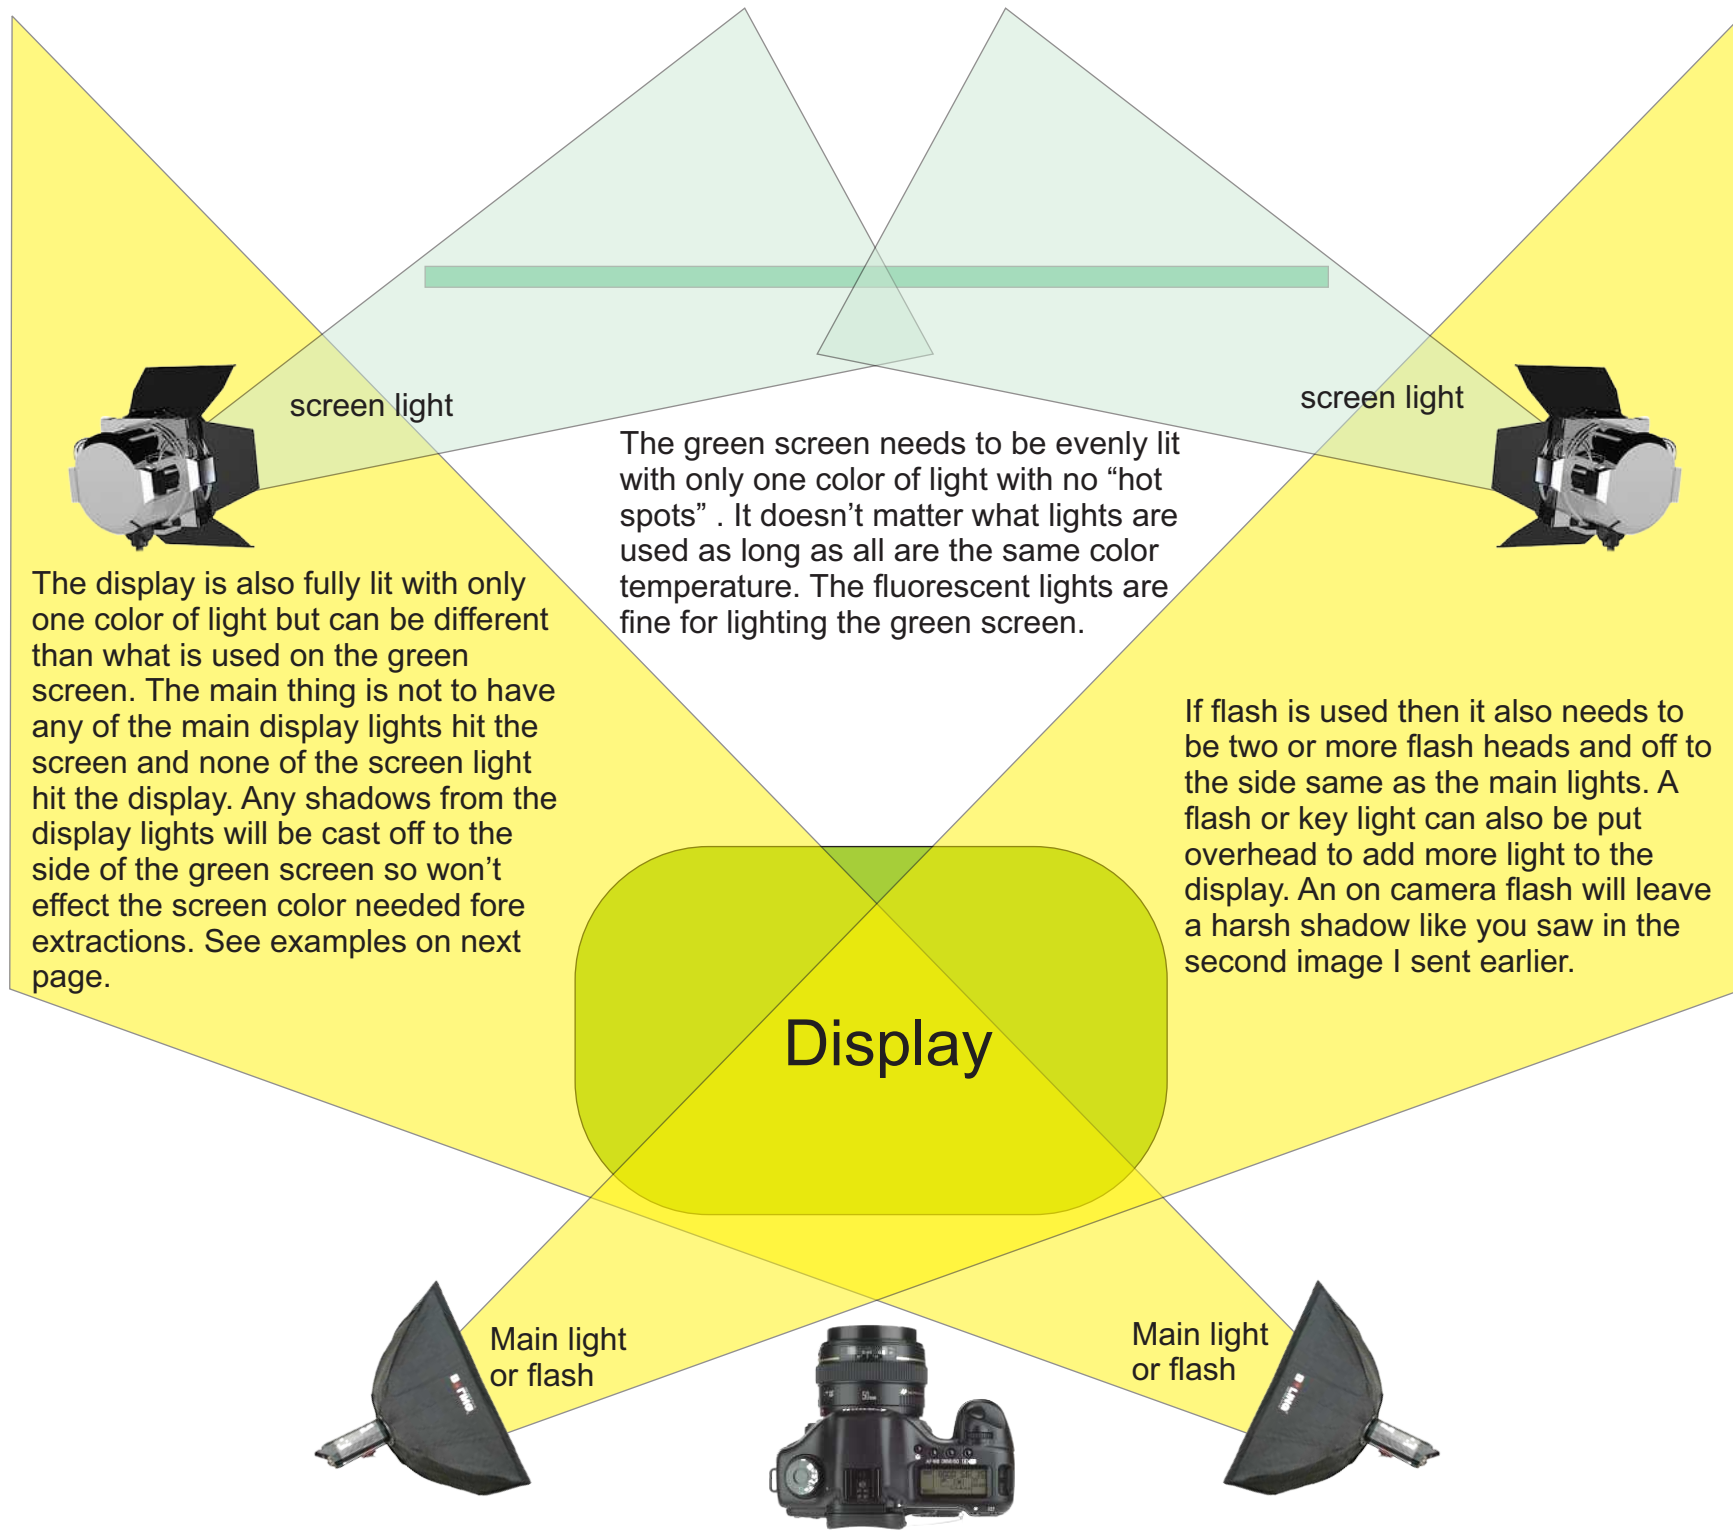 screen light
screen light
The green screen needs to be evenly lit
with only one color of light with no “hot
spots” . It doesn’t matter what lights are
used as long as all are the same color
temperature. The fluorescent lights are
fine for lighting the green screen.
The display is also fully lit with only
one color of light but can be different
than what is used on the green
screen. The main thing is not to have
any of the main display lights hit the
screen and none of the screen light
hit the display. Any shadows from the
display lights will be cast off to the
side of the green screen so won’t
effect the screen color needed fore
extractions. See examples on next
page.
If flash is used then it also needs to
be two or more flash heads and off to
the side same as the main lights. A
flash or key light can also be put
overhead to add more light to the
display. An on camera flash will leave
a harsh shadow like you saw in the
second image I sent earlier.
Display
Main light
or flash
Main light
or flash